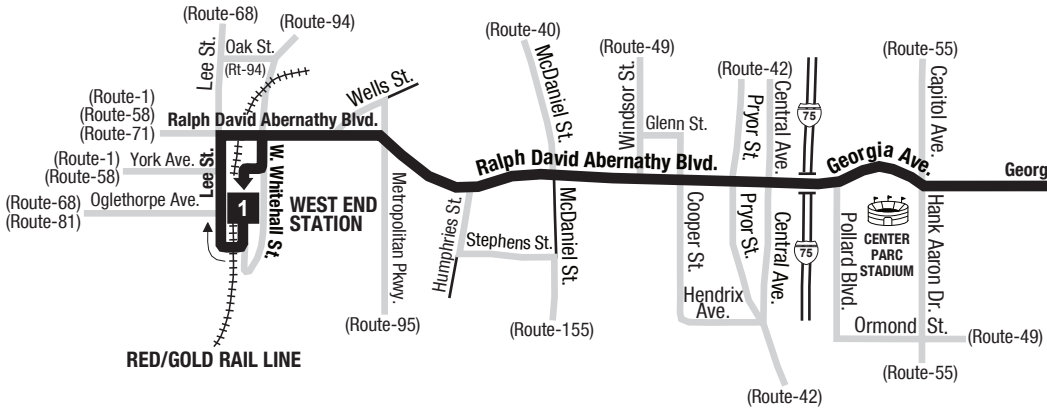 (Route-68)
(Route-94)
Lee St.
Oak St.
(Rt-94)
(Route-1)
(Route-58)
(Route-71)
Ralph David Abernathy Blvd.
Wells St.
(Route-1)
(Route-58)
York Ave.
Lee St.
(Route-68)
(Route-81)
Oglethorpe Ave.
1
WEST END
STATION
W. Whitehall St.
RED/GOLD RAIL LINE
Metropolitan Pkwy.
(Route-95)
Humphries St.
Stephens St.
(Route-40)
McDaniel St.
Ralph David Abernathy Blvd.
McDaniel St.
(Route-155)
(Route-49)
Windsor St.
Glenn St.
Cooper St.
Hendrix
Ave.
(Route-42)
Pryor St.
Central Ave.
Pryor St.
Central Ave.
(Route-42)
75
75
Georgia Ave.
Pollard Blvd.
CENTER
PARC
STADIUM
(Route-55)
Capitol Ave.
Georg
Hank Aaron Dr.
Ormond St.
(Route-49)
(Route-55)